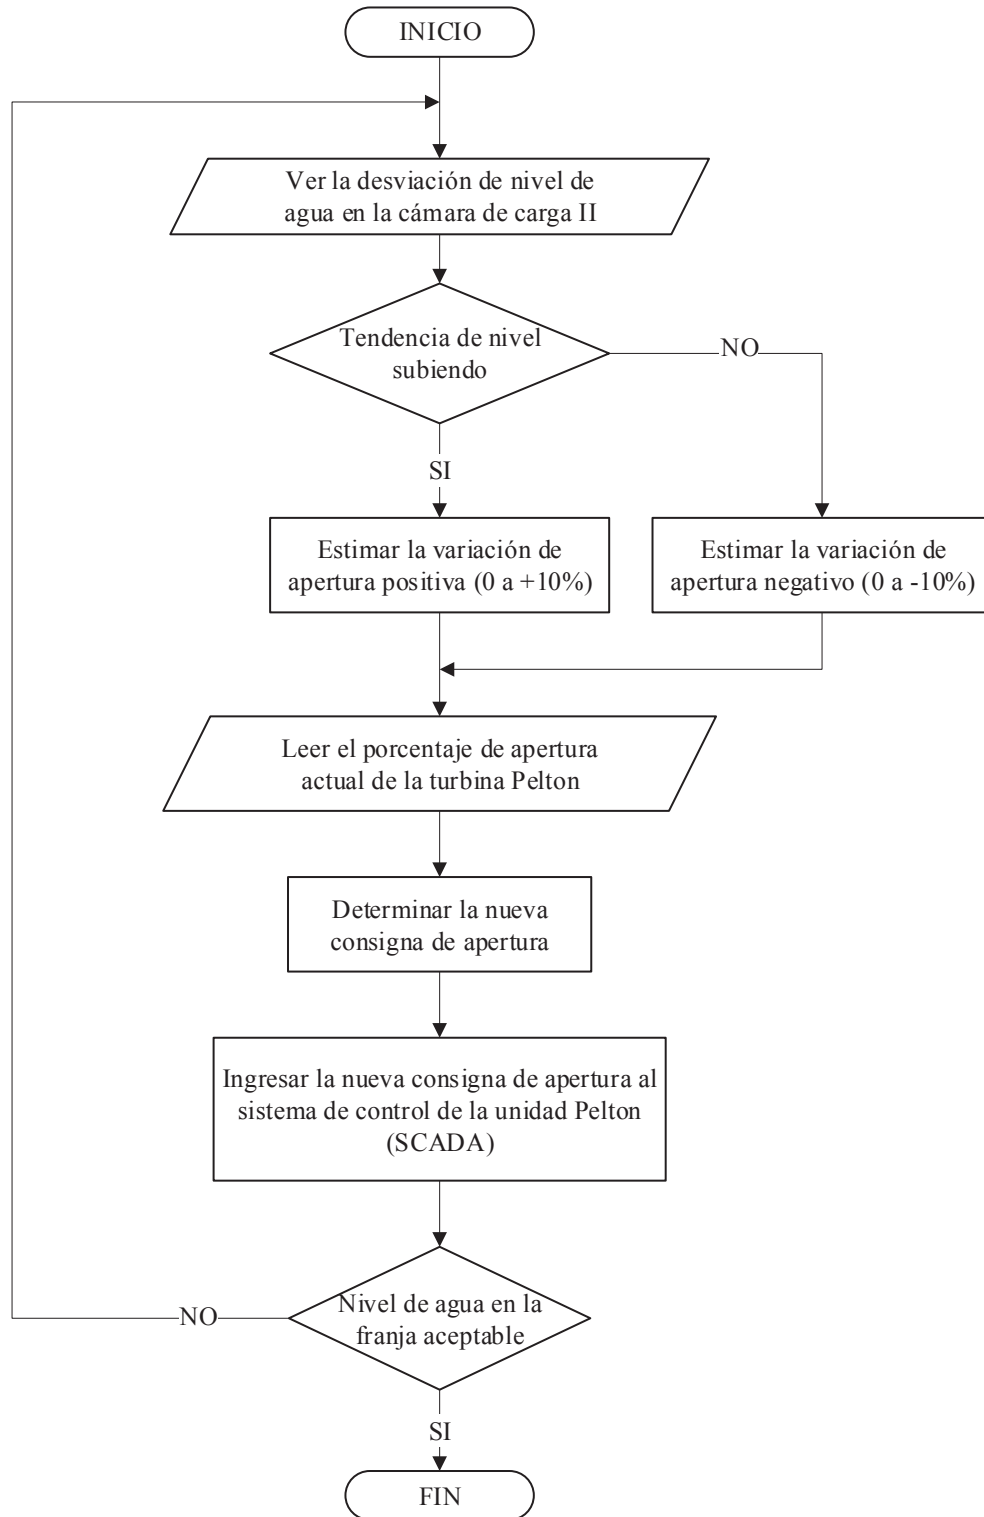 INICIO
Ver la desviación de nivel de
agua en la cámara de carga II
Tendencia de nivel
subiendo
NO
SI
Estimar la variación de
apertura positiva (0 a +10%)
Estimar la variación de
apertura negativo (0 a -10%)
Leer el porcentaje de apertura
actual de la turbina Pelton
Determinar la nueva
consigna de apertura
Ingresar la nueva consigna de apertura al
sistema de control de la unidad Pelton
(SCADA)
Nivel de agua en la
franja aceptable
NO
SI
FIN